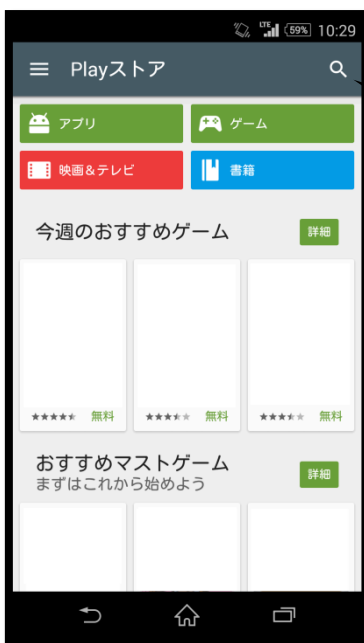 LTE 59% 10:29
Playストア
アプリ
ゲーム
映画&テレビ
書籍
今週のおすすめゲーム
詳細
無料
無料
無料
おすすめマストゲーム
詳細
まずはこれから始めよう